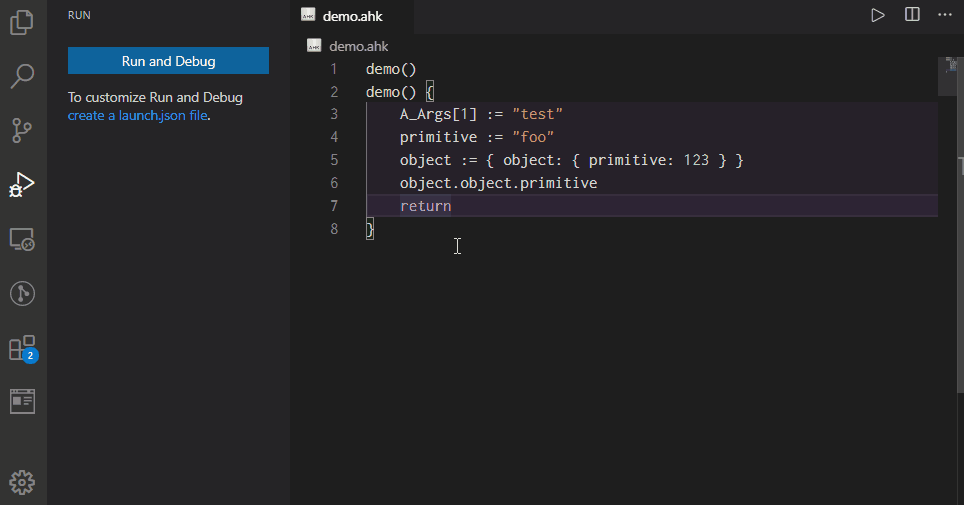 RUN
Run and Debug
To customize Run and Debug
create a launch.json file.
2
demo.ahk
demo.ahk
1 demo()
2 demo() {
3 A_Args[1] := "test"
4 primitive := "foo"
5 object := { object: { primitive: 123 } }
6 object.object.primitive
7 return
8 }